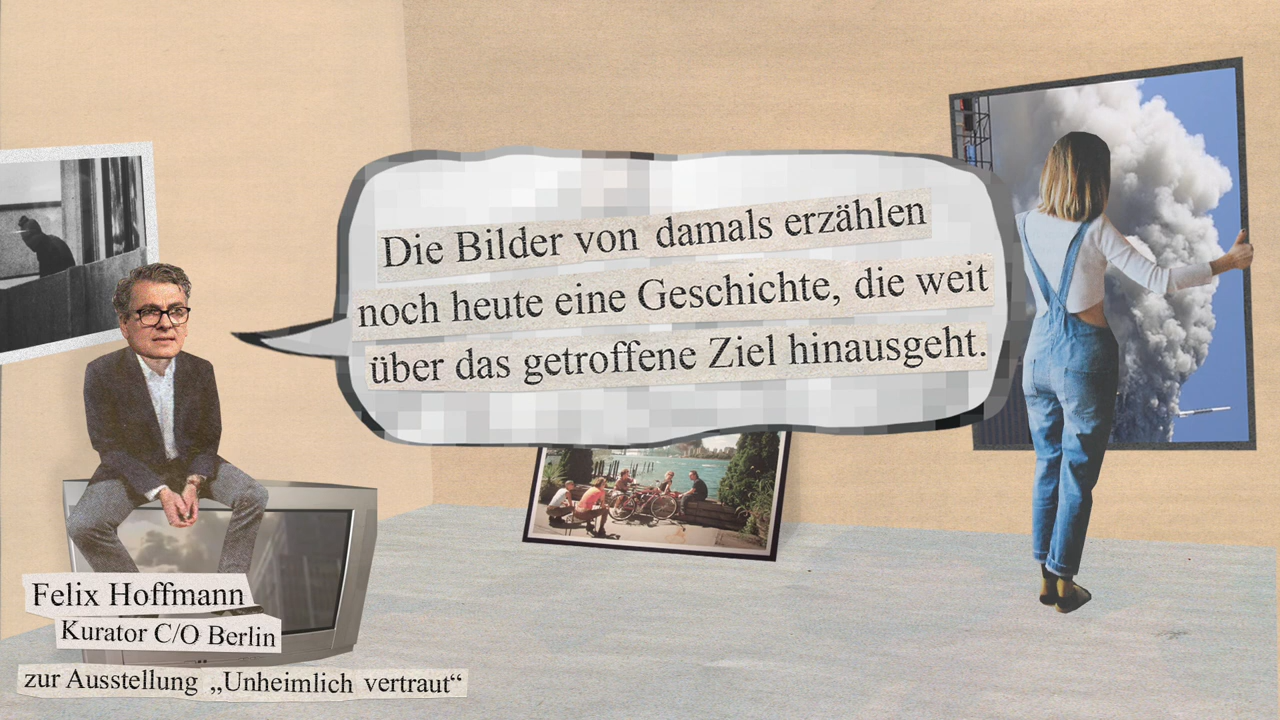 Die Bilder von damals erzählen
noch heute eine Geschichte, die weit
über das getroffene Ziel hinausgeht.
Felix Hoffmann
Kurator C/O Berlin
zur Ausstellung „Unheimlich vertraut“